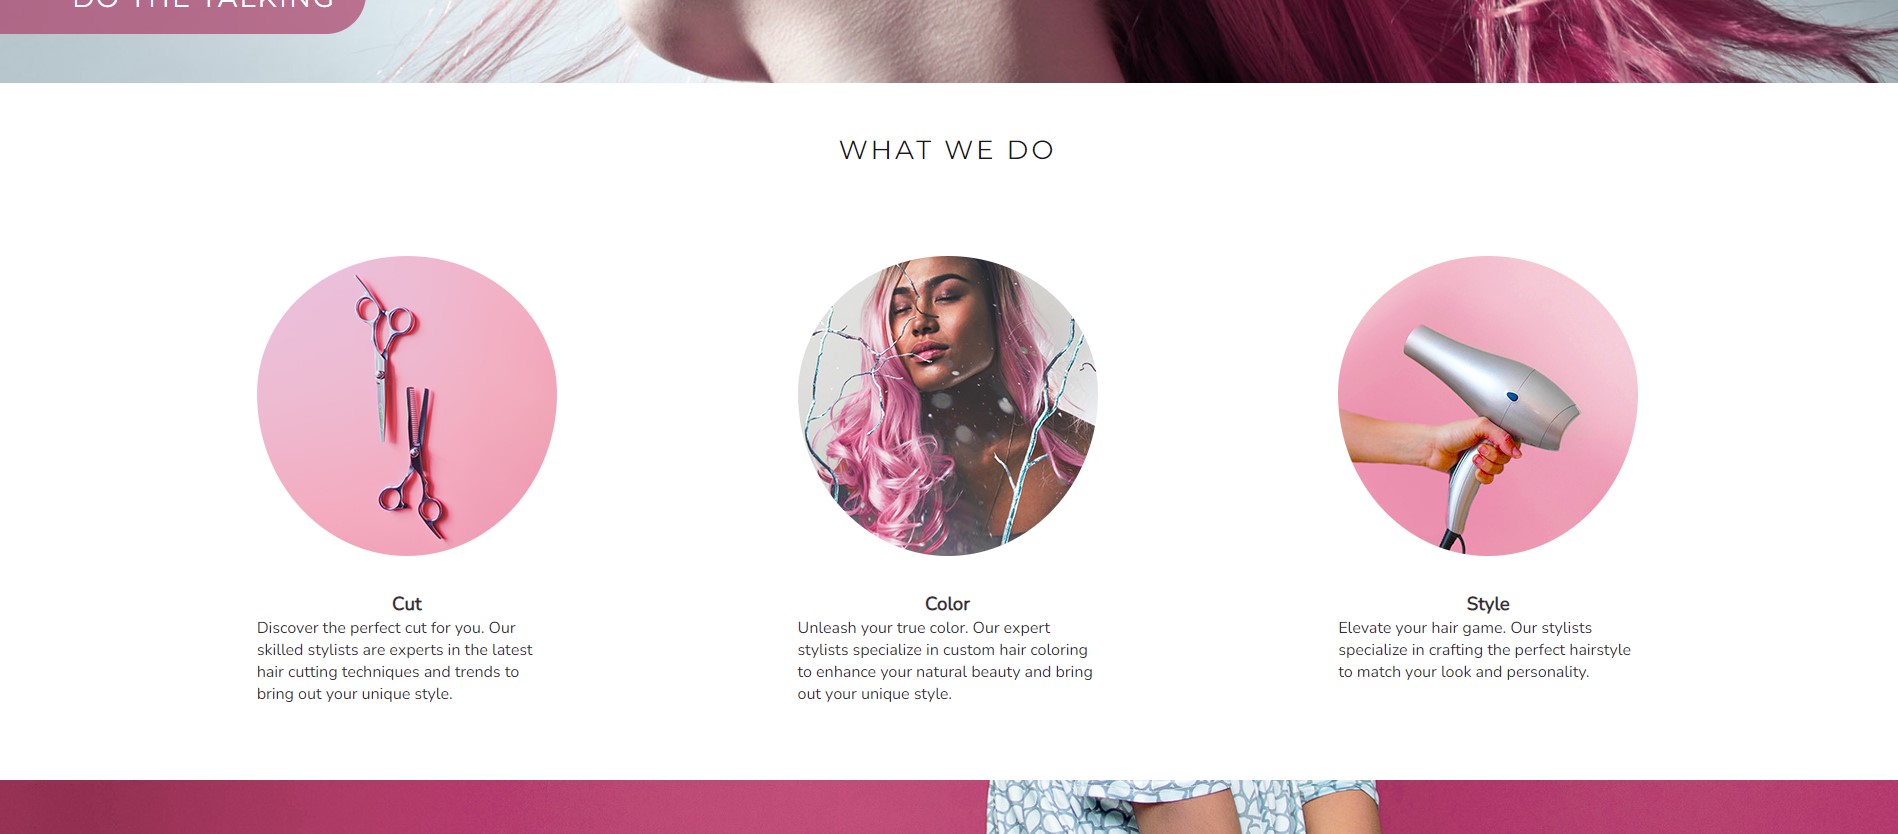 DO THE TALKING
WHAT WE DO
Cut
Discover the perfect cut for you. Our
skilled stylists are experts in the latest
hair cutting techniques and trends to
bring out your unique style.
Color
Unleash your true color. Our expert
stylists specialize in custom hair coloring
to enhance your natural beauty and bring
out your unique style.
Style
Elevate your hair game. Our stylists
specialize in crafting the perfect hairstyle
to match your look and personality.